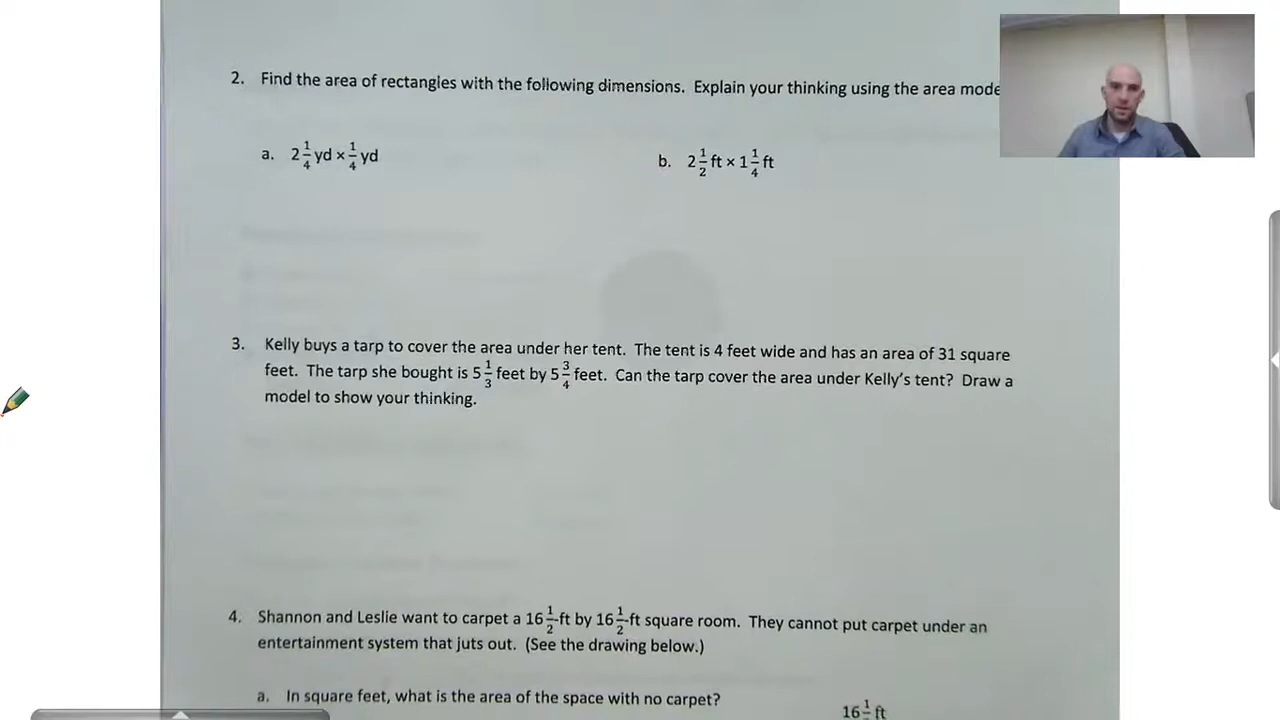 2. Find the area of rectangles with the following dimensions. Explain your thinking using the area mode
a. 2 1/4 yd × 1/4 yd b. 2 1/2 ft × 1 1/4 ft
3. Kelly buys a tarp to cover the area under her tent. The tent is 4 feet wide and has an area of 31 square
feet. The tarp she bought is 5 1/3 feet by 5 3/4 feet. Can the tarp cover the area under Kelly's tent? Draw a
model to show your thinking.
4. Shannon and Leslie want to carpet a 16 1/2-ft by 16 1/2-ft square room. They cannot put carpet under an
entertainment system that juts out. (See the drawing below.)
a. In square feet, what is the area of the space with no carpet?
16 1/2 ft